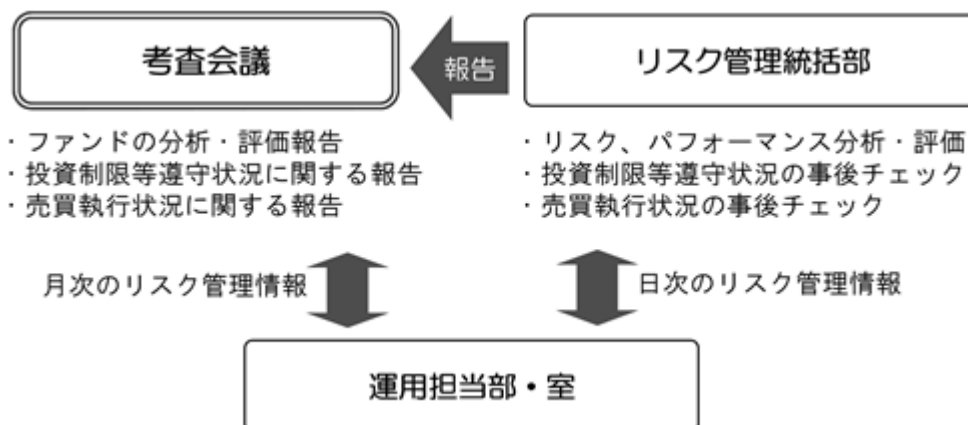 考査会議
報告
リスク管理統括部
・ファンドの分析・評価報告
・投資制限等遵守状況に関する報告
・売買執行状況に関する報告
・リスク、パフォーマンス分析・評価
・投資制限等遵守状況の事後チェック
・売買執行状況の事後チェック
月次のリスク管理情報
日次のリスク管理情報
運用担当部・室